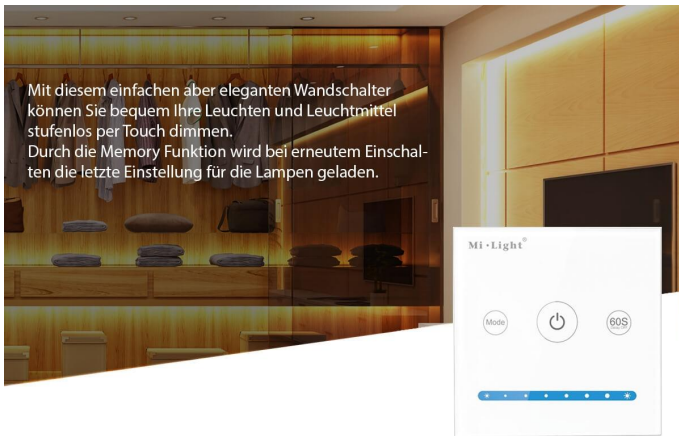 Mit diesem einfachen aber eleganten Wandschalter
können Sie bequem Ihre Leuchten und Leuchtmittel
stufenlos per Touch dimmen.
Durch die Memory Funktion wird bei erneutem Einschal-
ten die letzte Einstellung für die Lampen geladen.
Mi·Light®
Mode
60S